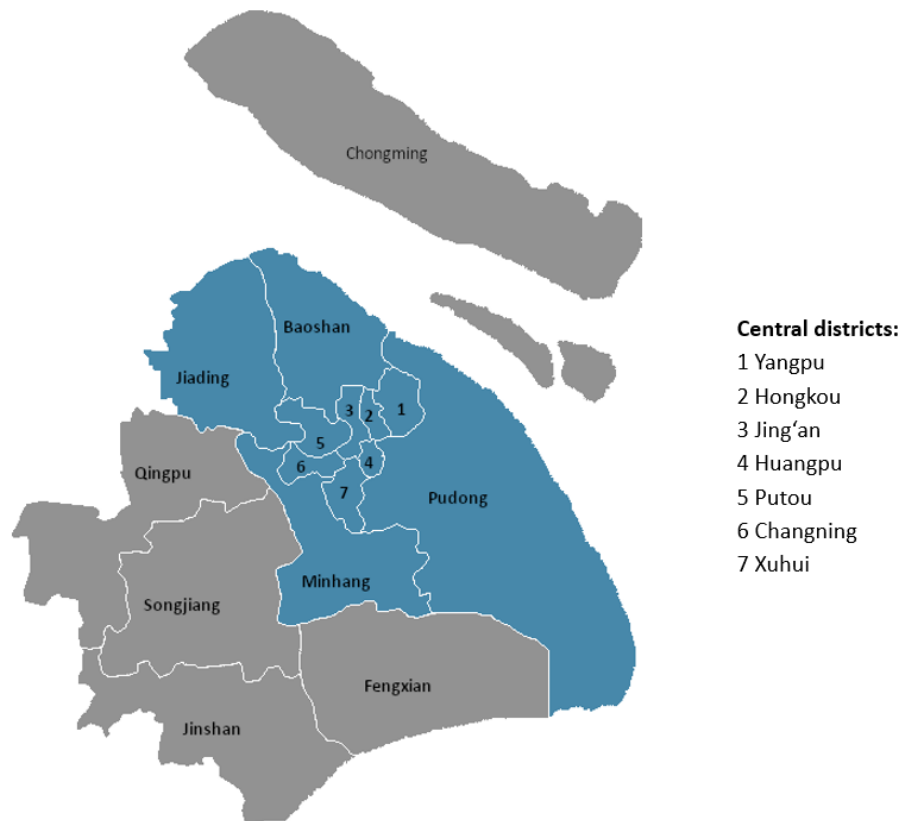 Chongming
Baoshan
Jiading
3
2
1
5
6
4
7
Qingpu
Pudong
Minhang
Songjiang
Fengxian
Jinshan
Central districts:
1 Yangpu
2 Hongkou
3 Jing‘an
4 Huangpu
5 Putou
6 Changning
7 Xuhui